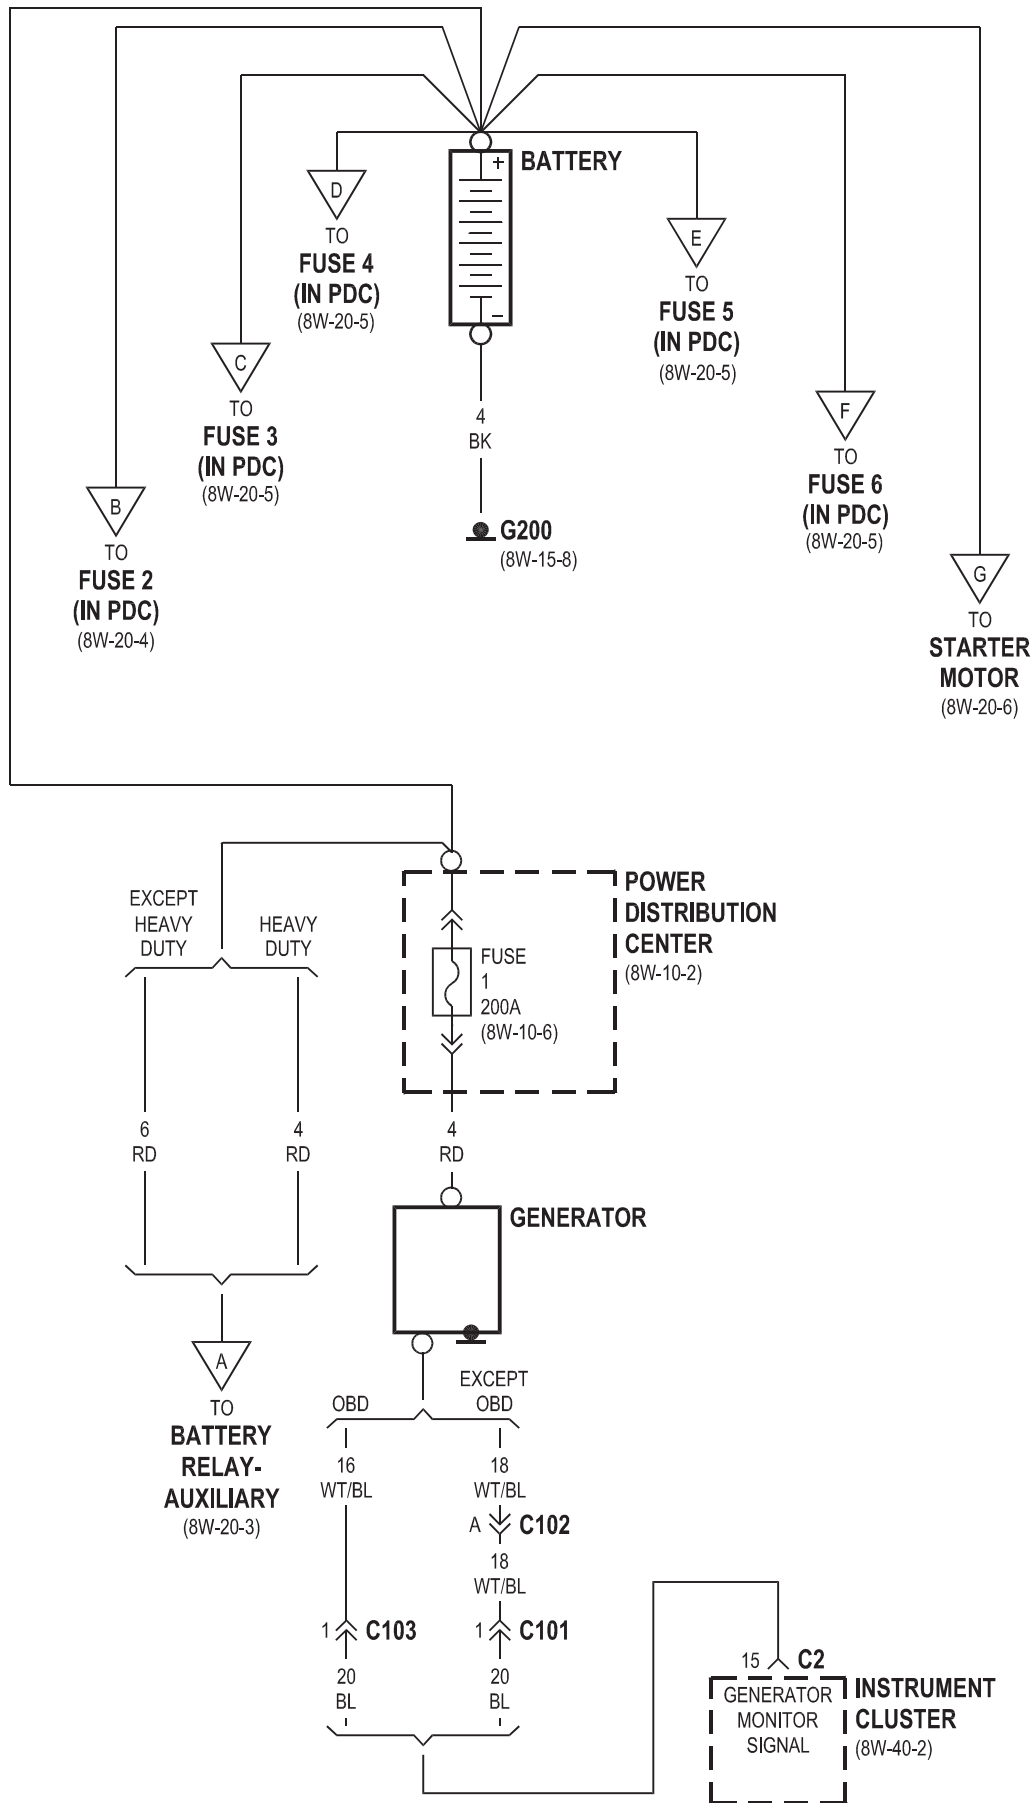 +
BATTERY
–
D
TO
FUSE 4
(IN PDC)
(8W-20-5)
E
TO
FUSE 5
(IN PDC)
(8W-20-5)
C
TO
FUSE 3
(IN PDC)
(8W-20-5)
4
BK
G200
(8W-15-8)
F
TO
FUSE 6
(IN PDC)
(8W-20-5)
B
TO
FUSE 2
(IN PDC)
(8W-20-4)
G
TO
STARTER
MOTOR
(8W-20-6)
EXCEPT
HEAVY
DUTY
HEAVY
DUTY
POWER
DISTRIBUTION
CENTER
(8W-10-2)
FUSE
1
200A
(8W-10-6)
6
RD
4
RD
4
RD
GENERATOR
A
TO
BATTERY
RELAY-
AUXILIARY
(8W-20-3)
OBD
EXCEPT
OBD
16
WT/BL
18
WT/BL
A
C102
18
WT/BL
1
C103
1
C101
20
BL
20
BL
15
C2
GENERATOR
MONITOR
SIGNAL
INSTRUMENT
CLUSTER
(8W-40-2)